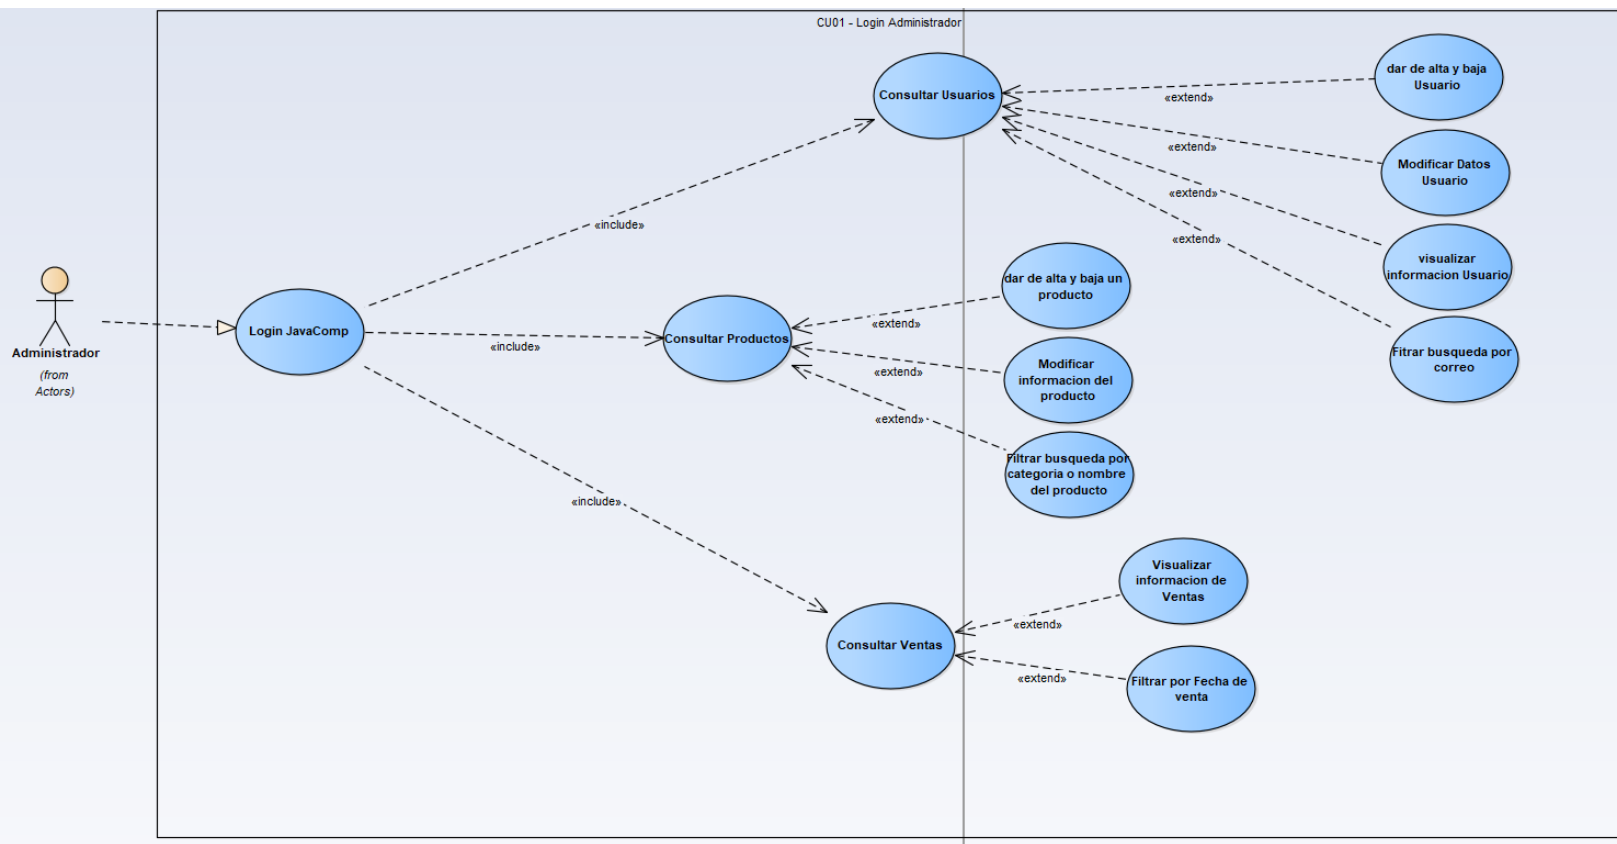 CU01 - Login Administrador
Consultar Usuarios
dar de alta y baja
Usuario
«extend»
Modificar Datos
Usuario
«extend»
visualizar
informacion Usuario
«extend»
Fitrar busqueda por
correo
«extend»
«include»
Administrador
(from
Actors)
Login JavaComp
«include»
Consultar Productos
dar de alta y baja un
producto
«extend»
Modificar
informacion del
producto
«extend»
Filtrar busqueda por
categoria o nombre
del producto
«extend»
«include»
Consultar Ventas
Visualizar
informacion de
Ventas
«extend»
Filtrar por Fecha de
venta
«extend»